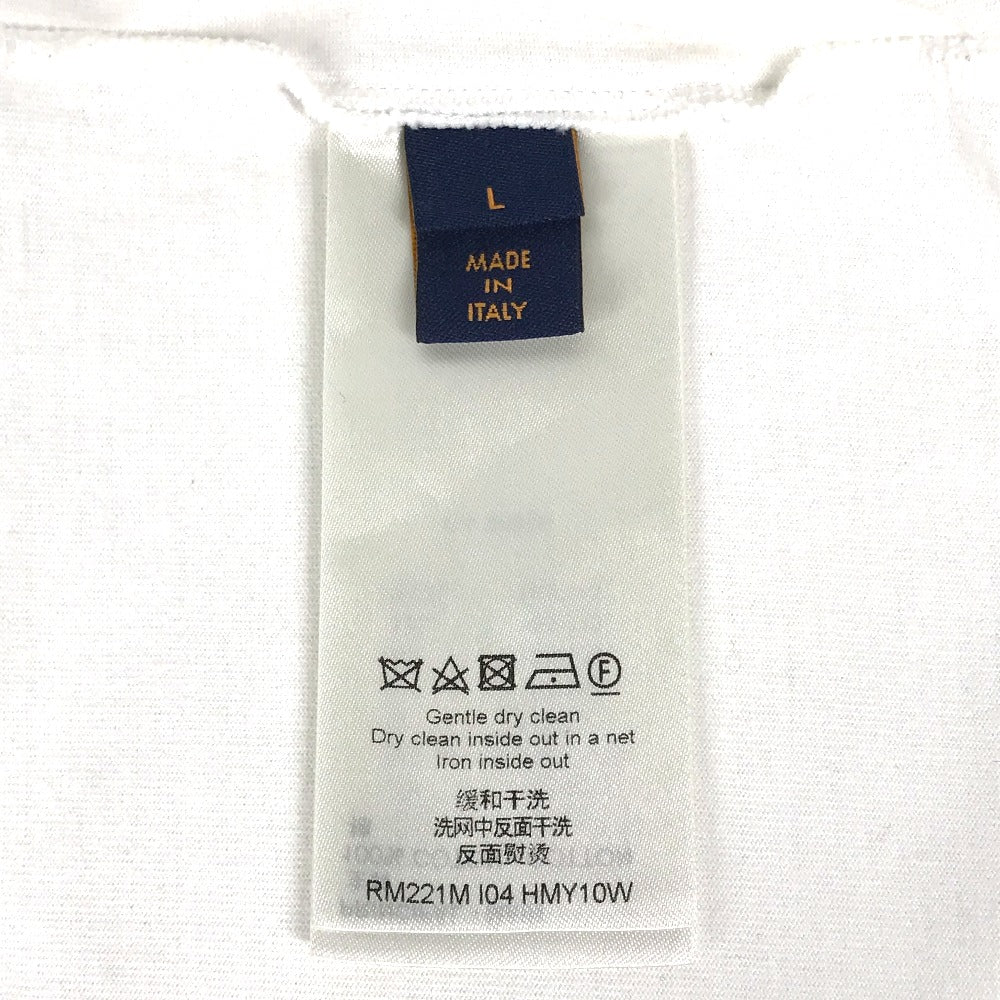 L
MADE
IN
ITALY
F
Gentle dry clean
Dry clean inside out in a net
Iron inside out
缓和干洗
洗网中反面干洗
反面熨烫
RM221M I04 HMY10W